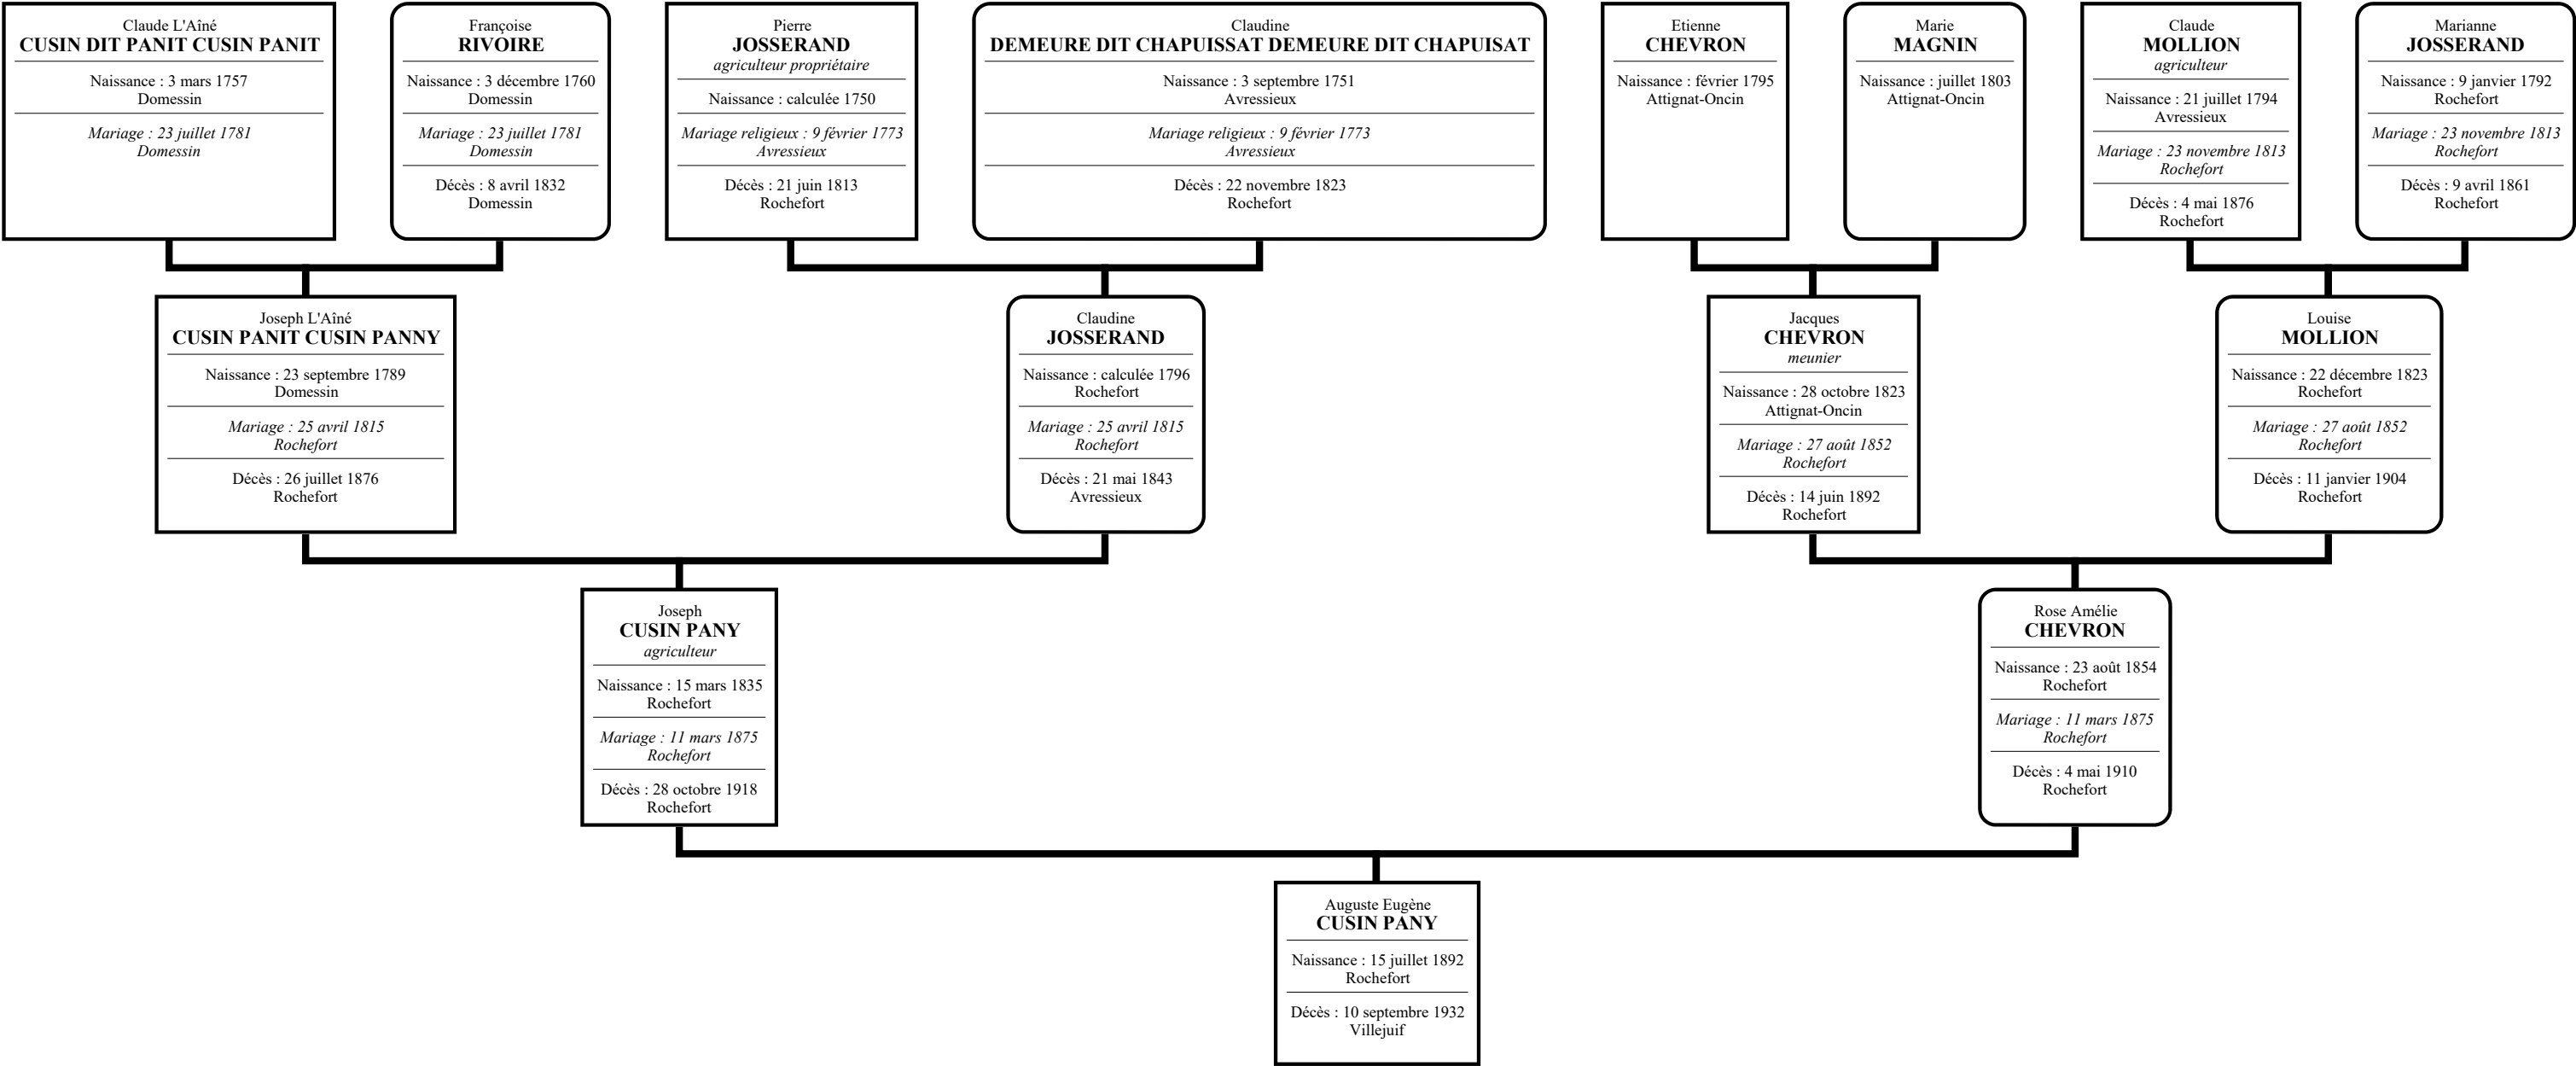 Claude L'Aîné
CUSIN DIT PANIT CUSIN PANIT
Naissance : 3 mars 1757
Domessin
Mariage : 23 juillet 1781
Domessin
Françoise
RIVOIRE
Naissance : 3 décembre 1760
Domessin
Mariage : 23 juillet 1781
Domessin
Décès : 8 avril 1832
Domessin
Pierre
JOSSERAND
agriculteur propriétaire
Naissance : calculée 1750
Mariage religieux : 9 février 1773
Avressieux
Décès : 21 juin 1813
Rochefort
Claudine
DEMEURE DIT CHAPUISSAT DEMEURE DIT CHAPUISAT
Naissance : 3 septembre 1751
Avressieux
Mariage religieux : 9 février 1773
Avressieux
Décès : 22 novembre 1823
Rochefort
Etienne
CHEVRON
Naissance : février 1795
Attignat-Oncin
Marie
MAGNIN
Naissance : juillet 1803
Attignat-Oncin
Claude
MOLLION
agriculteur
Naissance : 21 juillet 1794
Avressieux
Mariage : 23 novembre 1813
Rochefort
Décès : 4 mai 1876
Rochefort
Marianne
JOSSERAND
Naissance : 9 janvier 1792
Rochefort
Mariage : 23 novembre 1813
Rochefort
Décès : 9 avril 1861
Rochefort
Joseph L'Aîné
CUSIN PANIT CUSIN PANNY
Naissance : 23 septembre 1789
Domessin
Mariage : 25 avril 1815
Rochefort
Décès : 26 juillet 1876
Rochefort
Claudine
JOSSERAND
Naissance : calculée 1796
Rochefort
Mariage : 25 avril 1815
Rochefort
Décès : 21 mai 1843
Avressieux
Jacques
CHEVRON
meunier
Naissance : 28 octobre 1823
Attignat-Oncin
Mariage : 27 août 1852
Rochefort
Décès : 14 juin 1892
Rochefort
Louise
MOLLION
Naissance : 22 décembre 1823
Rochefort
Mariage : 27 août 1852
Rochefort
Décès : 11 janvier 1904
Rochefort
Joseph
CUSIN PANY
agriculteur
Naissance : 15 mars 1835
Rochefort
Mariage : 11 mars 1875
Rochefort
Décès : 28 octobre 1918
Rochefort
Rose Amélie
CHEVRON
Naissance : 23 août 1854
Rochefort
Mariage : 11 mars 1875
Rochefort
Décès : 4 mai 1910
Rochefort
Auguste Eugène
CUSIN PANY
Naissance : 15 juillet 1892
Rochefort
Décès : 10 septembre 1932
Villejuif